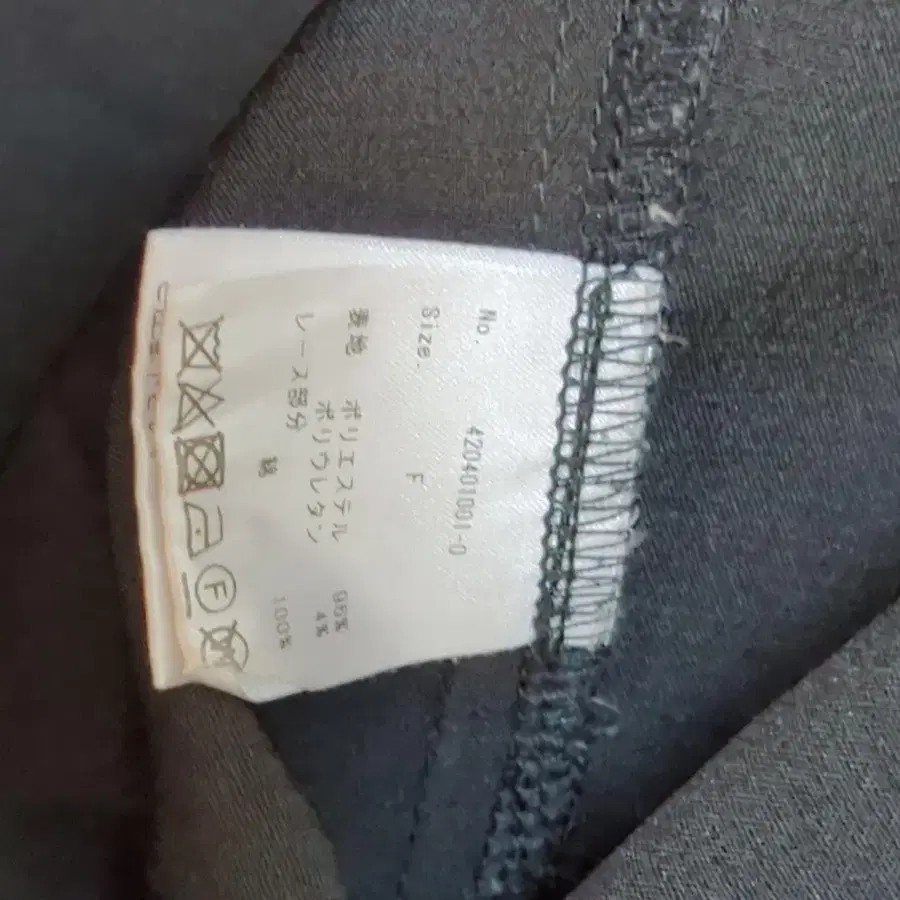 No. 420401001-0
Size. F
表地 ポリエステル 96%
ポリウレタン 4%
レース部分
綿 100%
F